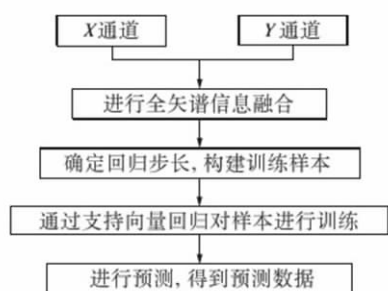 X通道
Y通道
进行全矢谱信息融合
确定回归步长,构建训练样本
通过支持向量回归对样本进行训练
进行预测,得到预测数据